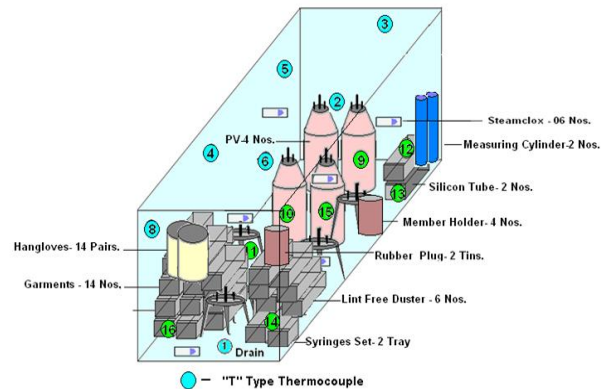 3
5
2
Steamclox - 06 Nos.
PV-4 Nos.
4
6
9
12
Measuring Cylinder-2 Nos.
13
Silicon Tube- 2 Nos.
10
15
Member Holder- 4 Nos.
8
Hangloves- 14 Pairs.
11
Rubber Plug- 2 Tins.
Garments - 14 Nos.
Lint Free Duster - 6 Nos.
16
14
1
Drain
Syringes Set- 2 Tray
- "T" Type Thermocouple